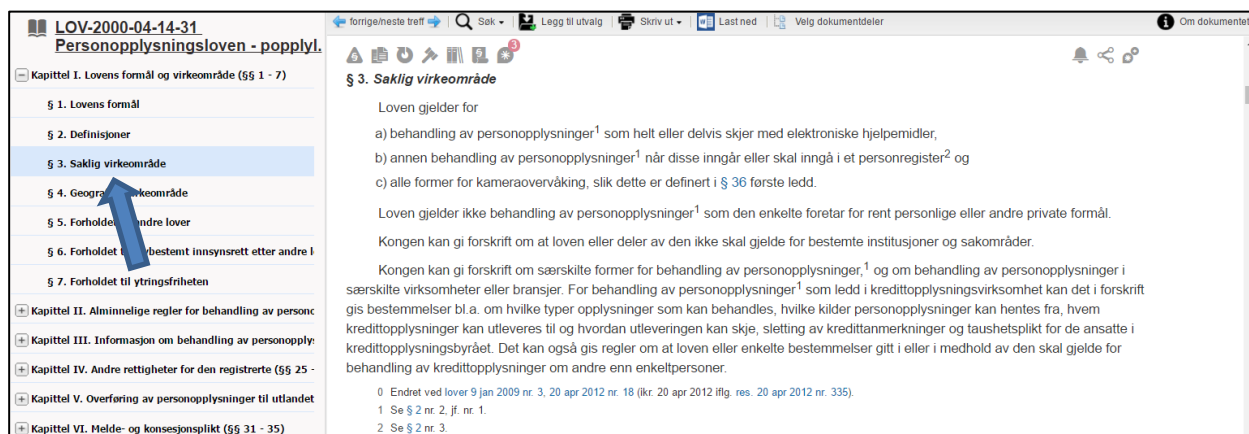 LOV-2000-04-14-31
Personopplysningsloven - popplyl.
Kapittel I. Lovens formål og virkeområde (§§ 1 - 7)
§ 1. Lovens formål
§ 2. Definisjoner
§ 3. Saklig virkeområde
§ 4. Geogra keområde
§ 5. Forholdet ndre lover
§ 6. Forholdet t ybestemt innsynsrett etter andre l
§ 7. Forholdet til ytringsfriheten
Kapittel II. Alminnelige regler for behandling av persono
Kapittel III. Informasjon om behandling av personopply
Kapittel IV. Andre rettigheter for den registrerte (§§ 25 -
Kapittel V. Overføring av personopplysninger til utlandet
Kapittel VI. Melde- og konsesjonsplikt (§§ 31 - 35)
forrige/neste treff Søk Legg til utvalg Skriv ut Last ned Velg dokumentdeler Om dokumentet
3
§ 3. Saklig virkeområde
Loven gjelder for
a) behandling av personopplysninger1 som helt eller delvis skjer med elektroniske hjelpemidler,
b) annen behandling av personopplysninger1 når disse inngår eller skal inngå i et personregister2 og
c) alle former for kameraovervåking, slik dette er definert i § 36 første ledd.
Loven gjelder ikke behandling av personopplysninger1 som den enkelte foretar for rent personlige eller andre private formål.
Kongen kan gi forskrift om at loven eller deler av den ikke skal gjelde for bestemte institusjoner og sakområder.
Kongen kan gi forskrift om særskilte former for behandling av personopplysninger,1 og om behandling av personopplysninger i
særskilte virksomheter eller bransjer. For behandling av personopplysninger1 som ledd i kredittopplysningsvirksomhet kan det i forskrift
gis bestemmelser bl.a. om hvilke typer opplysninger som kan behandles, hvilke kilder personopplysninger kan hentes fra, hvem
kredittopplysninger kan utleveres til og hvordan utleveringen kan skje, sletting av kredittanmerkninger og taushetsplikt for de ansatte i
kredittopplysningsbyrået. Det kan også gis regler om at loven eller enkelte bestemmelser gitt i eller i medhold av den skal gjelde for
behandling av kredittopplysninger om andre enn enkeltpersoner.
0 Endret ved lover 9 jan 2009 nr. 3, 20 apr 2012 nr. 18 (ikr. 20 apr 2012 iflg. res. 20 apr 2012 nr. 335).
1 Se § 2 nr. 2, jf. nr. 1.
2 Se § 2 nr. 3.